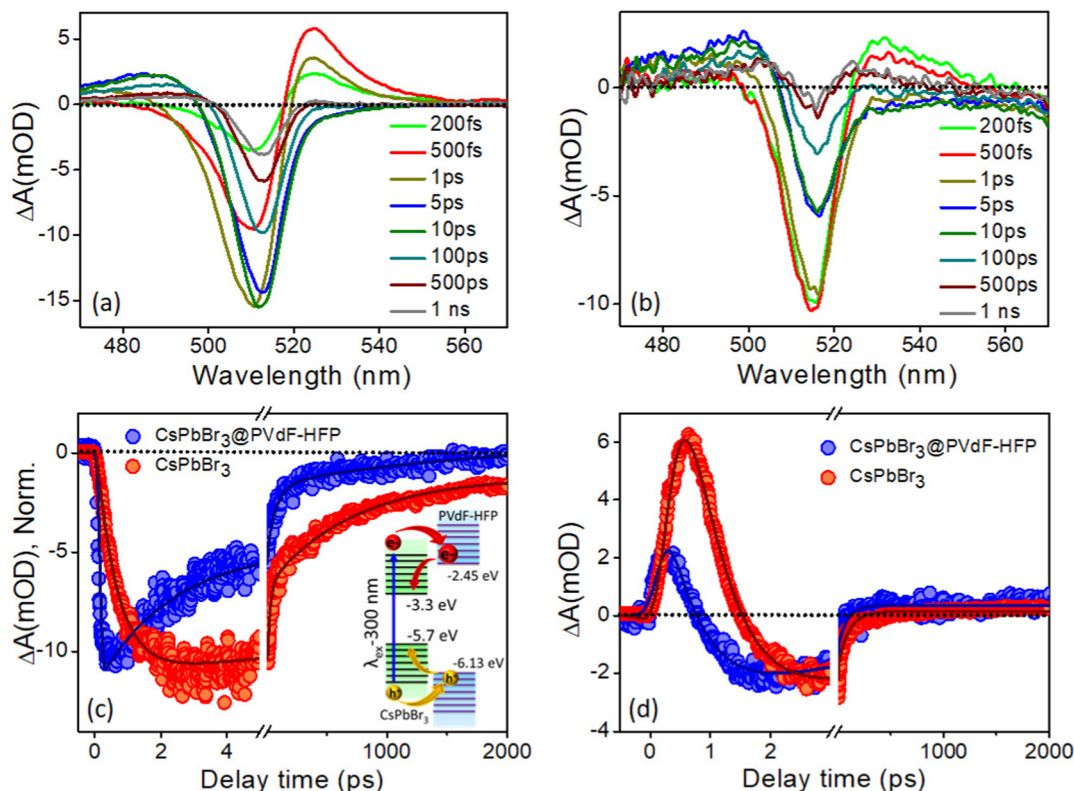 5
0
-5
-10
-15
ΔA(mOD)
200fs
500fs
1ps
5ps
10ps
100ps
500ps
1 ns
(a)
480 500 520 540 560
Wavelength (nm)
0
-5
-10
ΔA(mOD)
200fs
500fs
1ps
5ps
10ps
100ps
500ps
1 ns
(b)
480 500 520 540 560
Wavelength (nm)
0
-5
-10
ΔA(mOD), Norm.
CsPbBr₃@PVdF-HFP
CsPbBr₃
PVdF-HFP
e-
e-
-2.45 eV
-3.3 eV
λex-300 nm
-5.7 eV
-6.13 eV
h+
h+
CsPbBr₃
(c)
0 2 4 1000 2000
Delay time (ps)
6
4
2
0
-2
-4
ΔA(mOD)
CsPbBr₃@PVdF-HFP
CsPbBr₃
(d)
0 1 2 1000 2000
Delay time (ps)